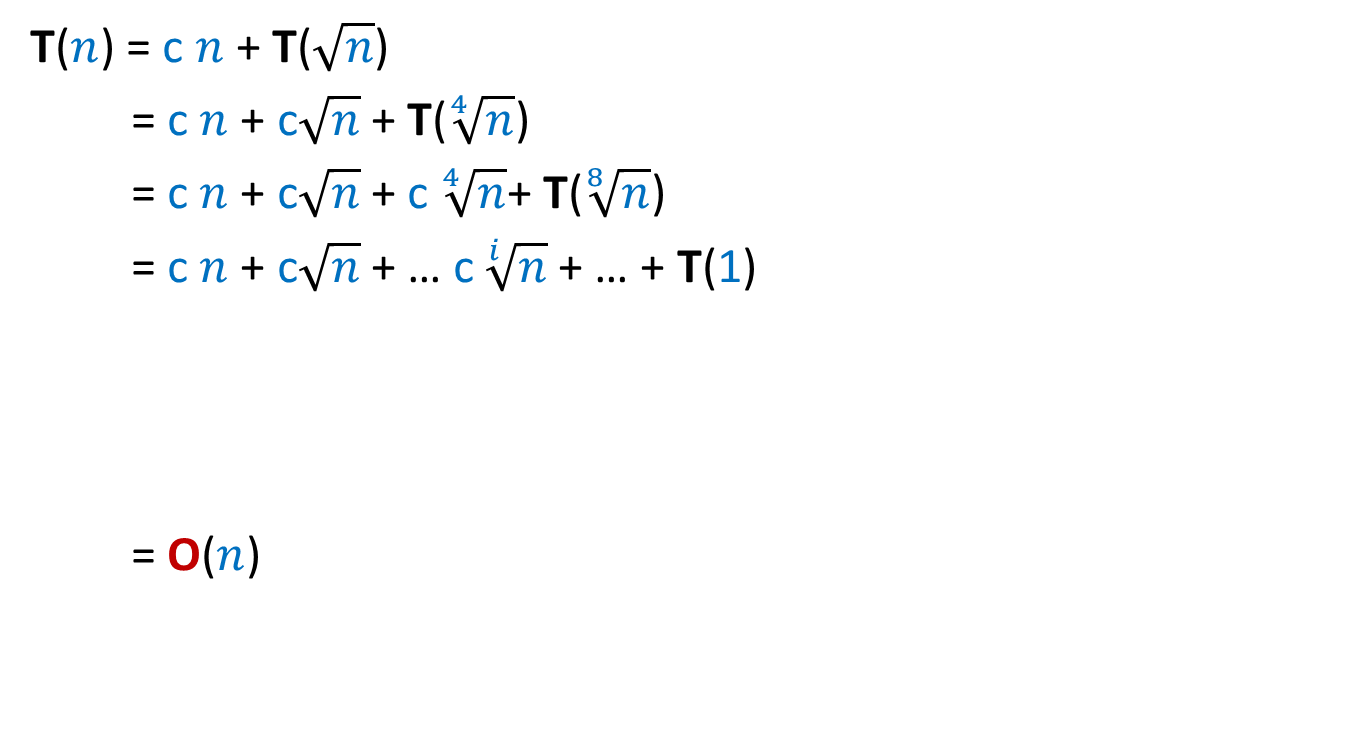 T(n) = c n + T(√n)
= c n + c√n + T(∜n)
= c n + c√n + c ∜n+ T(⁸√n)
= c n + c√n + … c ⁱ√n + … + T(1)
= O(n)